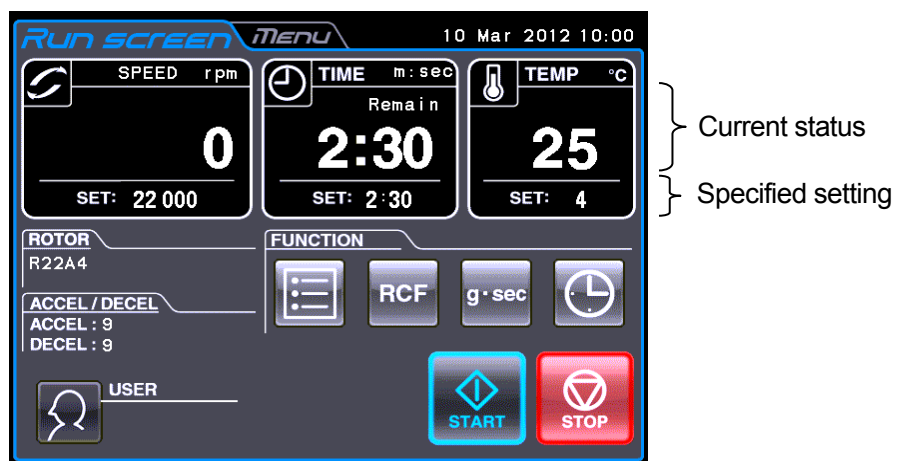 Run screen Menu 10 Mar 2012 10:00
SPEED rpm
0
SET: 22 000
TIME m:sec
Remain
2:30
SET: 2:30
TEMP °C
25
SET: 4
Current status
Specified setting
ROTOR
R22A4
ACCEL / DECEL
ACCEL : 9
DECEL : 9
USER
FUNCTION
RCF
g·sec
START
STOP